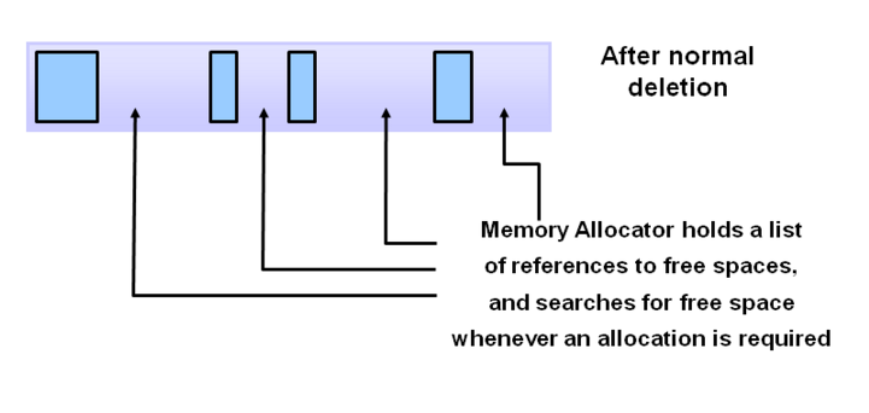 After normal
deletion
Memory Allocator holds a list
of references to free spaces,
and searches for free space
whenever an allocation is required